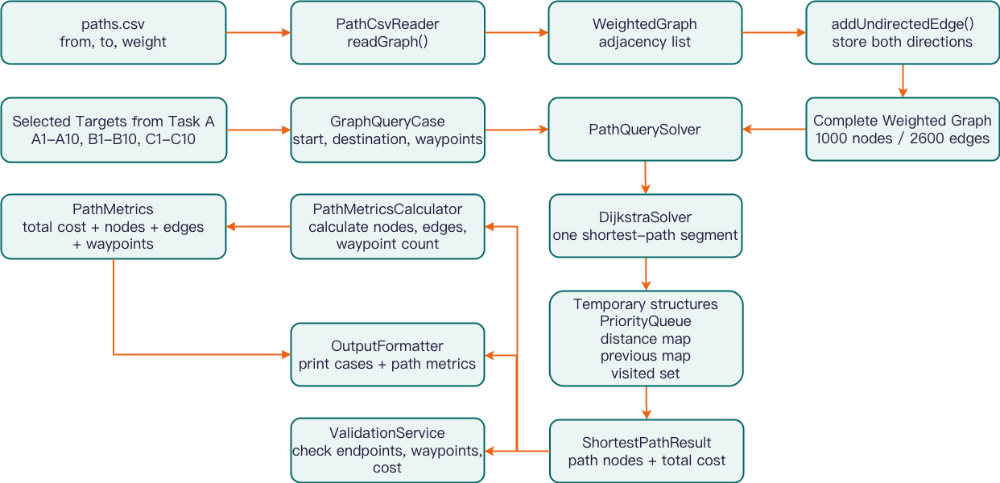 paths.csv
from, to, weight
PathCsvReader
readGraph()
WeightedGraph
adjacency list
addUndirectedEdge()
store both directions
Selected Targets from Task A
A1–A10, B1–B10, C1–C10
GraphQueryCase
start, destination, waypoints
PathQuerySolver
Complete Weighted Graph
1000 nodes / 2600 edges
PathMetrics
total cost + nodes + edges
+ waypoints
PathMetricsCalculator
calculate nodes, edges,
waypoint count
DijkstraSolver
one shortest–path segment
Temporary structures
PriorityQueue
distance map
previous map
visited set
OutputFormatter
print cases + path metrics
ValidationService
check endpoints, waypoints,
cost
ShortestPathResult
path nodes + total cost